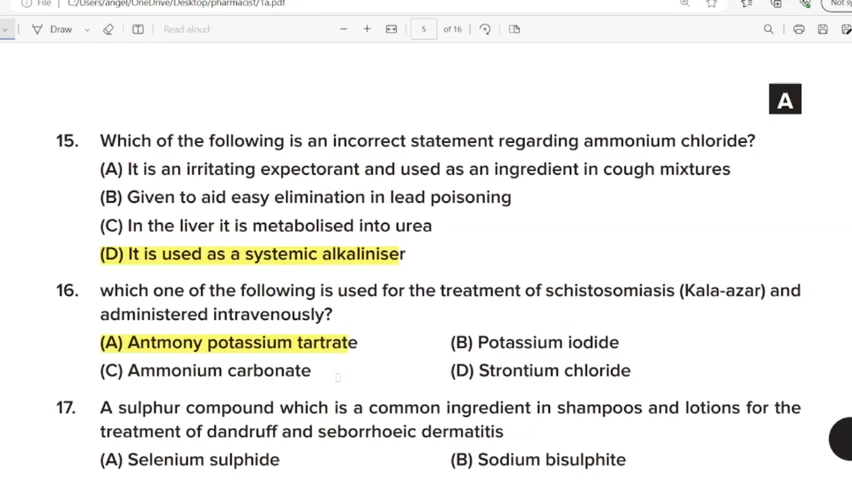 File | C:/Users/angel/OneDrive/Desktop/pharmacist/1a.pdf
Draw Read aloud 5 of 16
A
15. Which of the following is an incorrect statement regarding ammonium chloride?
(A) It is an irritating expectorant and used as an ingredient in cough mixtures
(B) Given to aid easy elimination in lead poisoning
(C) In the liver it is metabolised into urea
(D) It is used as a systemic alkaliniser
16. which one of the following is used for the treatment of schistosomiasis (Kala-azar) and
administered intravenously?
(A) Antmony potassium tartrate (B) Potassium iodide
(C) Ammonium carbonate (D) Strontium chloride
17. A sulphur compound which is a common ingredient in shampoos and lotions for the
treatment of dandruff and seborrhoeic dermatitis
(A) Selenium sulphide (B) Sodium bisulphite